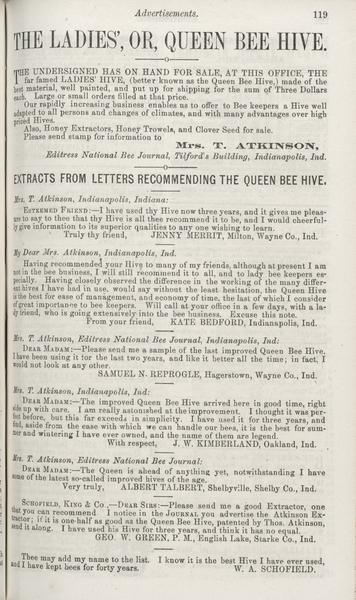 Advertisements. 119
THE LADIES', OR, QUEEN BEE HIVE.
THE UNDERSIGNED HAS ON HAND FOR SALE, AT THIS OFFICE, THE
far famed LADIES' HIVE, (better known as the Queen Bee Hive,) made of the
best material, well painted, and put up for shipping for the sum of Three Dollars
each. Large or small orders filled at that price.
Our rapidly increasing business enables us to offer to Bee keepers a Hive well
adapted to all persons and changes of climates, and with many advantages over high
priced Hives.
Also, Honey Extractors, Honey Trowels, and Clover Seed for sale.
Please send stamp for information to
Mrs. T. ATKINSON,
Editress National Bee Journal, Tilford's Building, Indianapolis, Ind.
EXTRACTS FROM LETTERS RECOMMENDING THE QUEEN BEE HIVE.
Mrs. T. Atkinson, Indianapolis, Indiana:
ESTEEMED FRIEND:—I have used thy Hive now three years, and it gives me pleas-
ure to say to thee that thy Hive is all thee recommend it to be, and I would cheerful-
ly give information to its superior qualities to any one wishing to learn.
Truly thy friend, JENNY MERRIT, Milton, Wayne Co., Ind.
My Dear Mrs. Atkinson, Indianapolis, Ind.
Having recommended your Hive to many of my friends, although at present I am
not in the bee business, I will still recommend it to all, and to lady bee keepers es-
pecially. Having closely observed the difference in the working of the many differ-
ent hives I have had in use, would say without the least hesitation, the Queen Hive
is the best for ease of management, and economy of time, the last of which I consider
of great importance to bee keepers. Will call at your office in a few days, with a la-
dy friend, who is going extensively into the bee business. Excuse this note.
From your friend, KATE BEDFORD, Indianapolis, Ind.
Mrs. T. Atkinson, Editress National Bee Journal, Indianapolis, Ind:
DEAR MADAM:—Please send me a sample of the last improved Queen Bee Hive.
I have been using it for the last two years, and like it better all the time; in fact, I
would not look at any other.
SAMUEL N. REPROGLE, Hagerstown, Wayne Co., Ind.
Mrs. T. Atkinson, Indianapolis, Ind:
DEAR MADAM:—The improved Queen Bee Hive arrived here in good time, right
side up with care. I am really astonished at the improvement. I thought it was per-
fect before, but this far exceeds in simplicity. I have used it for three years, and
find, aside from the ease with which we can handle our bees, it is the best for sum-
mer and wintering I have ever owned, and the name of them are legend.
With respect, J. W. KIMBERLAND, Oakland, Ind.
Mrs. T. Atkinson, Editress National Bee Journal:
DEAR MADAM:—The Queen is ahead of anything yet, notwithstanding I have
some of the latest so-called improved hives of the age.
Very truly, ALBERT TALBERT, Shelbyville, Shelby Co., Ind.
SCHOFIELD, KING & CO.,—DEAR SIRS:—Please send me a good Extractor, one
that you can recommend I notice in the JOURNAL you advertise the Atkinson Ex-
tractor; if it is one-half as good as the Queen Bee Hive, patented by Thos. Atkinson,
send it along. I have used his Hive for three years, and think it has no equal.
GEO. W. GREEN, P. M., English Lake, Starke Co., Ind.
Thee may add my name to the list. I know it is the best Hive I have ever used,
and I have kept bees for forty years. W. A. SCHOFIELD.